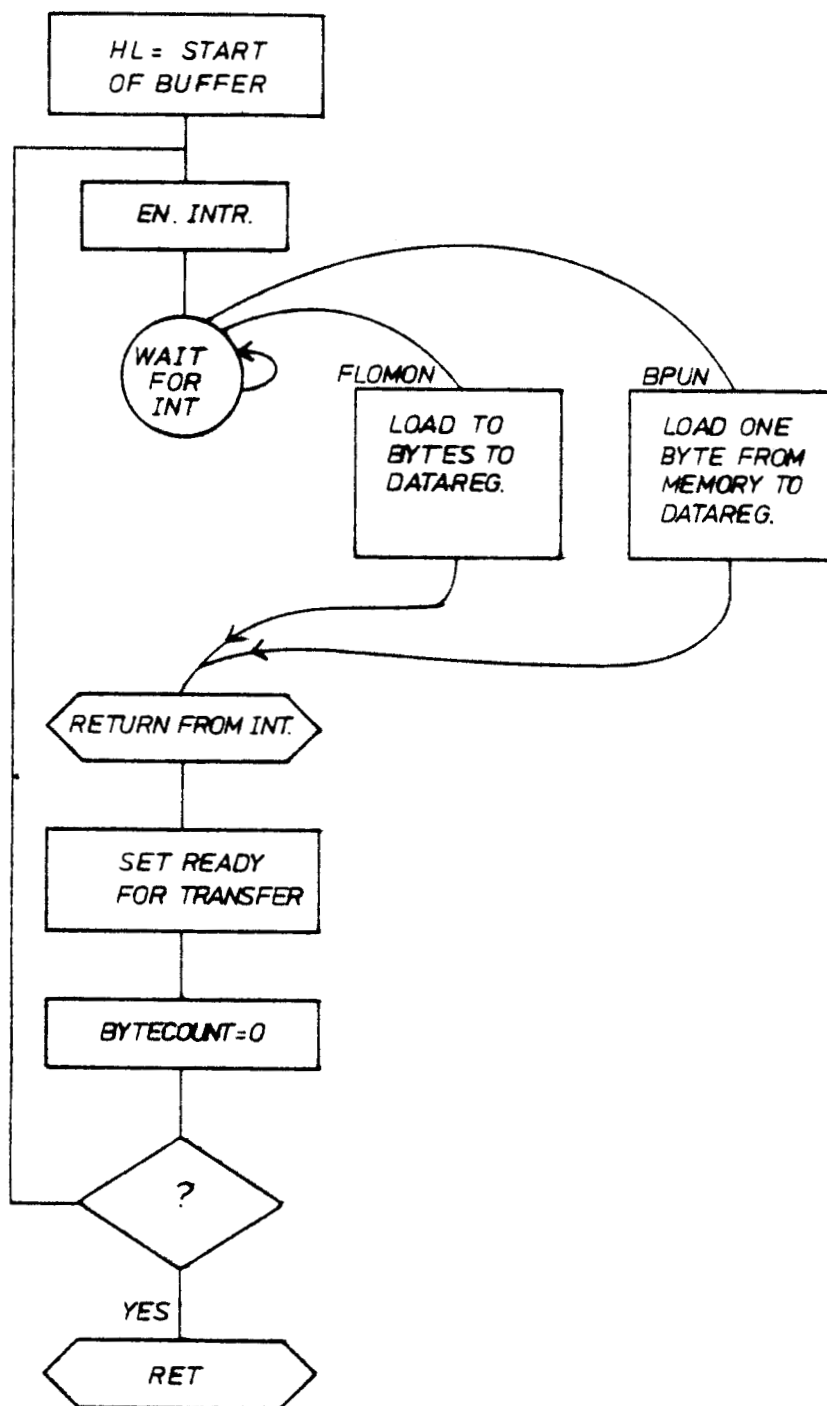 HL = START
OF BUFFER
EN. INTR.
WAIT
FOR
INT
FLOMON
LOAD TO
BYTES TO
DATAREG.
BPUN
LOAD ONE
BYTE FROM
MEMORY TO
DATAREG.
RETURN FROM INT.
SET READY
FOR TRANSFER
BYTECOUNT=0
?
YES
RET